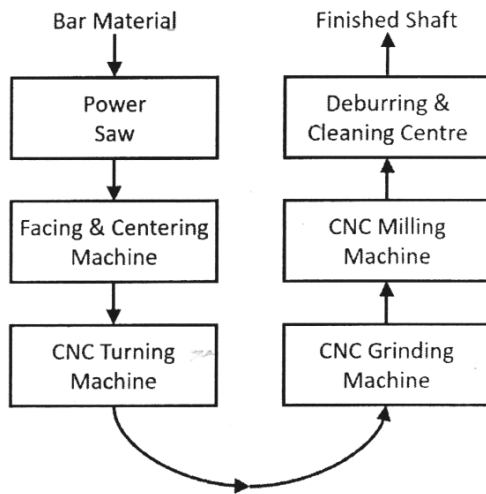 Bar Material
Power
Saw
Facing & Centering
Machine
CNC Turning
Machine
CNC Grinding
Machine
CNC Milling
Machine
Deburring &
Cleaning Centre
Finished Shaft